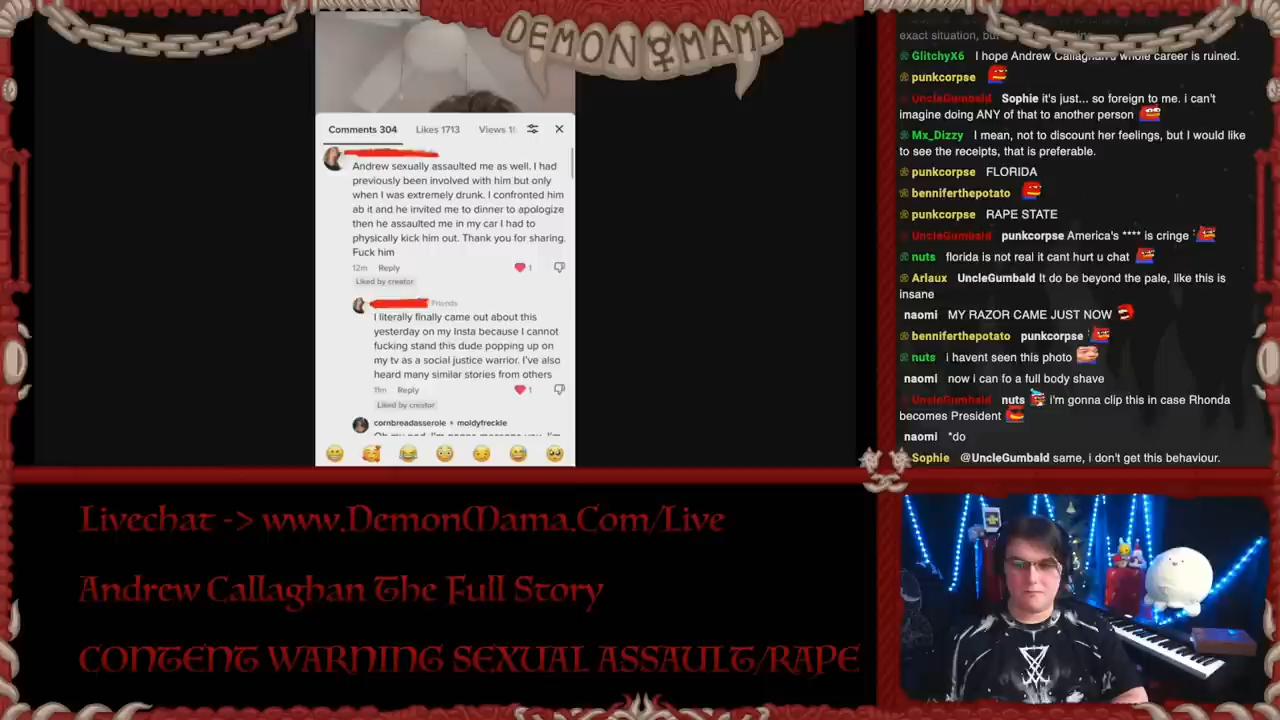 DEMON MAMA
Comments 304 Likes 1713 Views
Andrew sexually assaulted me as well. I had
previously been involved with him but only
when I was extremely drunk. I confronted him
ab it and he invited me to dinner to apologize
then he assaulted me in my car I had to
physically kick him out. Thank you for sharing.
Fuck him
12m Reply 1
Liked by creator
Friends
I literally finally came out about this
yesterday on my Insta because I cannot
fucking stand this dude popping up on
my tv as a social justice warrior. I've also
heard many similar stories from others
11m Reply 1
Liked by creator
cornbreadasserole moldyfreckle
exact situation,
GlitchyX6 I hope Andrew Callaghan's whole career is ruined.
punkcorpse
UncleGumbald Sophie it's just... so foreign to me. i can't
imagine doing ANY of that to another person
Mx_Dizzy I mean, not to discount her feelings, but I would like
to see the receipts, that is preferable.
punkcorpse FLORIDA
benniferthepotato
punkcorpse RAPE STATE
UncleGumbald punkcorpse America's **** is cringe
nuts florida is not real it cant hurt u chat
Arlaux UncleGumbald It do be beyond the pale, like this is
insane
naomi MY RAZOR CAME JUST NOW
benniferthepotato punkcorpse
nuts i havent seen this photo
naomi now i can fo a full body shave
UncleGumbald nuts i'm gonna clip this in case Rhonda
becomes President
naomi *do
Sophie @UncleGumbald same, i don't get this behaviour.
Livechat -> www.DemonMama.Com/Live
Andrew Callaghan The Full Story
CONTENT WARNING SEXUAL ASSAULT/RAPE